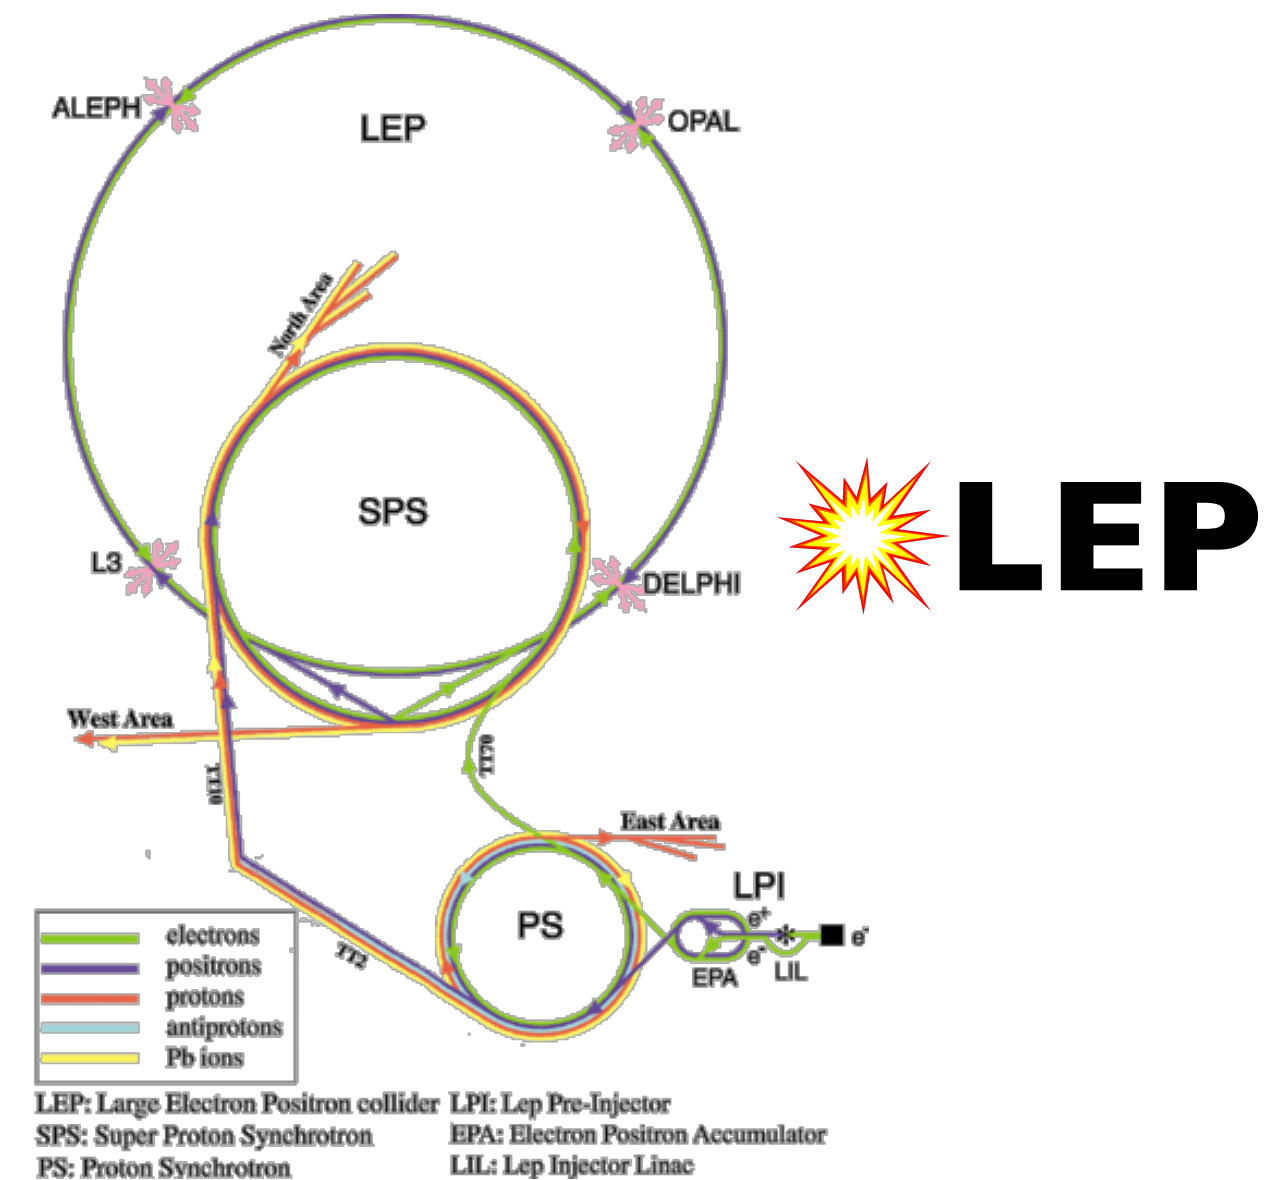 ALEPH
LEP
OPAL
North Area
SPS
L3
DELPHI
LEP
West Area
TT10
TT70
East Area
LPI
PS
e+
e-
e-
EPA
LIL
TT2
electrons
positrons
protons
antiprotons
Pb ions
LEP: Large Electron Positron collider
LPI: Lep Pre-Injector
SPS: Super Proton Synchrotron
EPA: Electron Positron Accumulator
PS: Proton Synchrotron
LIL: Lep Injector Linac